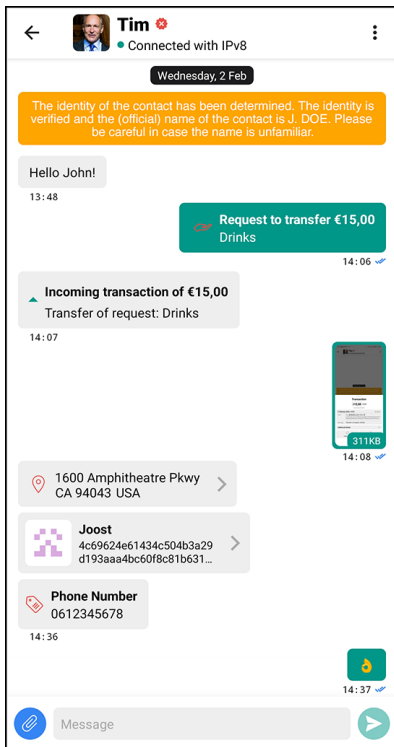 Tim
Connected with IPv8
Wednesday, 2 Feb
The identity of the contact has been determined. The identity is
verified and the (official) name of the contact is J. DOE. Please
be careful in case the name is unfamiliar.
Hello John!
13:48
Request to transfer €15,00
Drinks
14:06
Incoming transaction of €15,00
Transfer of request: Drinks
14:07
311KB
14:08
1600 Amphitheatre Pkwy
CA 94043 USA
Joost
4c69624e61434c504b3a29
d193aaa4bc60f8c81b631...
Phone Number
0612345678
14:36
14:37
Message